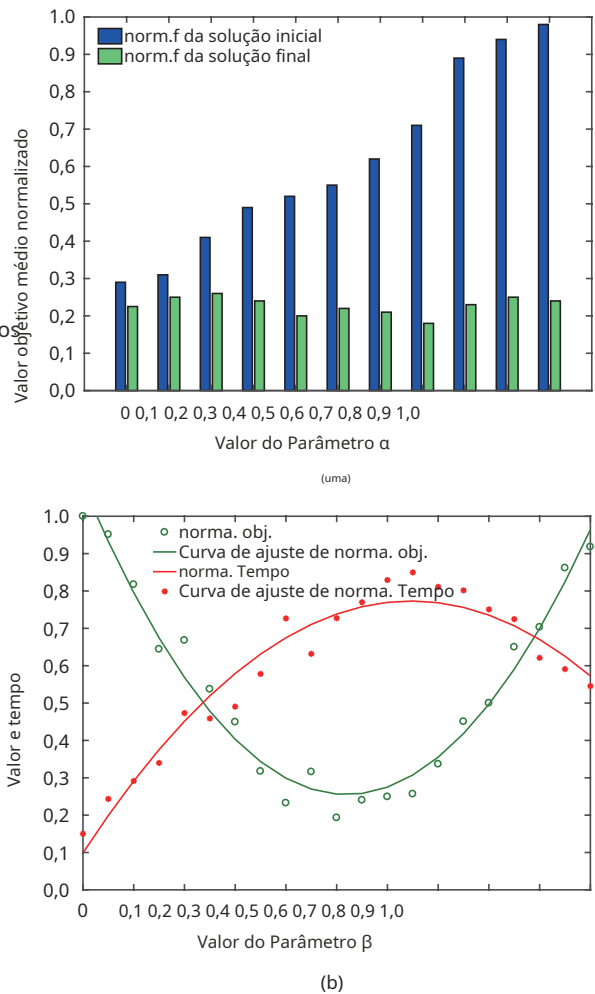 1.0
norm.f da solução inicial
norm.f da solução final
0,9
0,8
0,7
0,6
0,5
0,4
0,3
0,2
0,1
0,0
Valor objetivo médio normalizado
os
0 0,1 0,2 0,3 0,4 0,5 0,6 0,7 0,8 0,9 1,0
Valor do Parâmetro α
(uma)
1.0
norma. obj.
Curva de ajuste de norma. obj.
norma. Tempo
Curva de ajuste de norma. Tempo
0,9
0,8
0,7
0,6
0,5
0,4
0,3
0,2
0,1
0,0
Valor e tempo
0 0,1 0,2 0,3 0,4 0,5 0,6 0,7 0,8 0,9 1,0
Valor do Parâmetro β
(b)